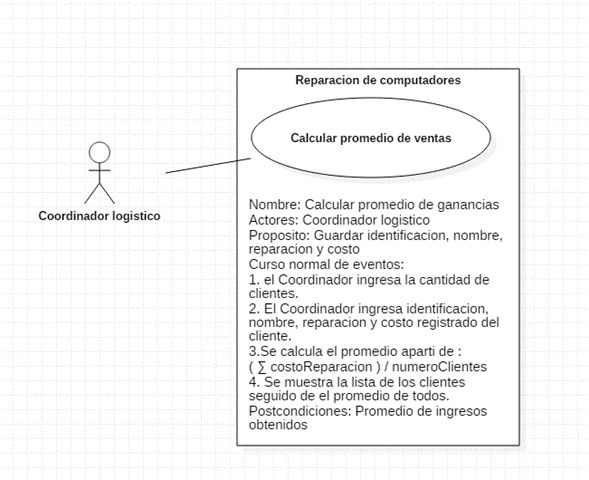 Reparacion de computadores
Calcular promedio de ventas
Coordinador logistico
Nombre: Calcular promedio de ganancias
Actores: Coordinador logistico
Proposito: Guardar identificacion, nombre,
reparacion y costo
Curso normal de eventos:
1. el Coordinador ingresa la cantidad de
clientes.
2. El Coordinador ingresa identificacion,
nombre, reparacion y costo registrado del
cliente.
3.Se calcula el promedio aparti de :
( ∑ costoReparacion ) / numeroClientes
4. Se muestra la lista de los clientes
seguido de el promedio de todos.
Postcondiciones: Promedio de ingresos
obtenidos